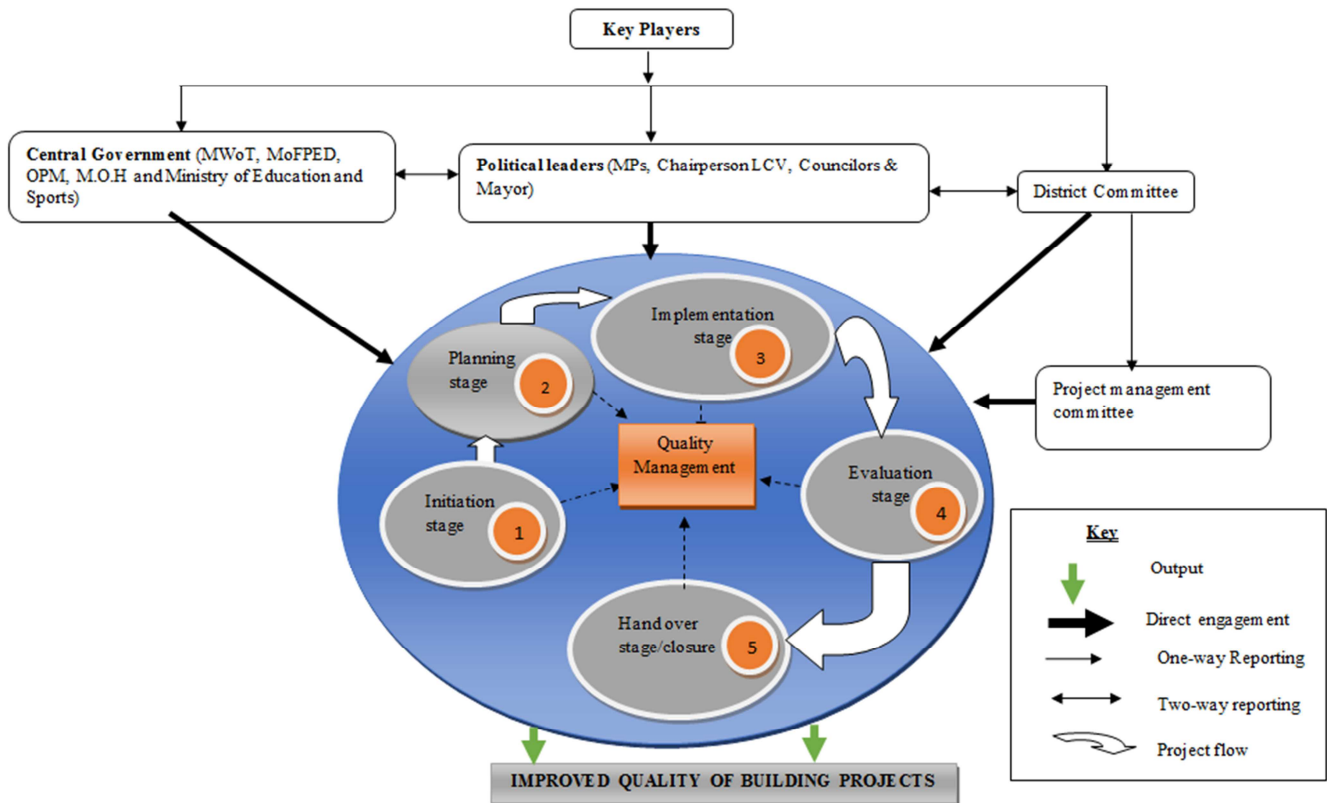 Key Players
Central Government (MWoT, MoFPED,
OPM, M.O.H and Ministry of Education and
Sports)
Political leaders (MPs, Chairperson LCV, Councilors &
Mayor)
District Committee
Implementation
stage
3
Planning
stage
2
Project management
committee
Quality
Management
Evaluation
stage
4
Initiation
stage
1
Hand over
stage/closure
5
Key
Output
Direct engagement
One-way Reporting
Two-way reporting
Project flow
IMPROVED QUALITY OF BUILDING PROJECTS